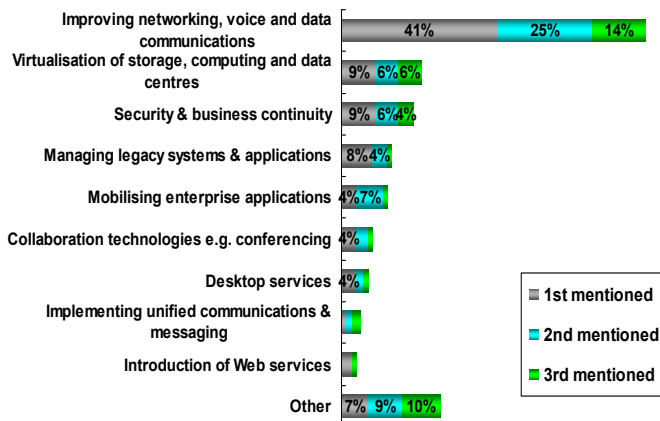 Improving networking, voice and data
communications
41% 25% 14%
Virtualisation of storage, computing and data
centres
9% 6% 6%
Security & business continuity
9% 6% 4%
Managing legacy systems & applications
8% 4%
Mobilising enterprise applications
4% 7%
Collaboration technologies e.g. conferencing
4%
Desktop services
4%
Implementing unified communications &
messaging
Introduction of Web services
Other
7% 9% 10%
1st mentioned
2nd mentioned
3rd mentioned